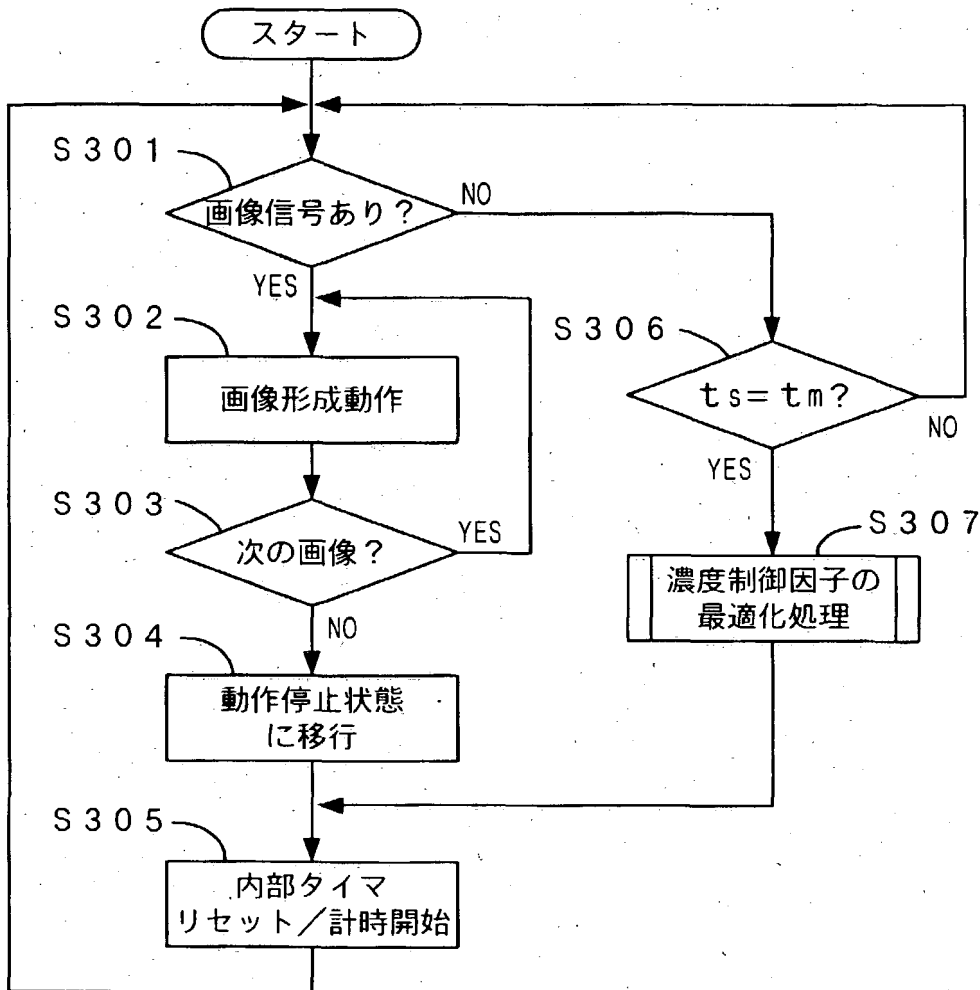 スタート
S301
画像信号あり？
NO
YES
S302
画像形成動作
S303
次の画像？
YES
NO
S304
動作停止状態
に移行
S305
内部タイマ
リセット／計時開始
S306
ts=tm?
NO
YES
S307
濃度制御因子の
最適化処理